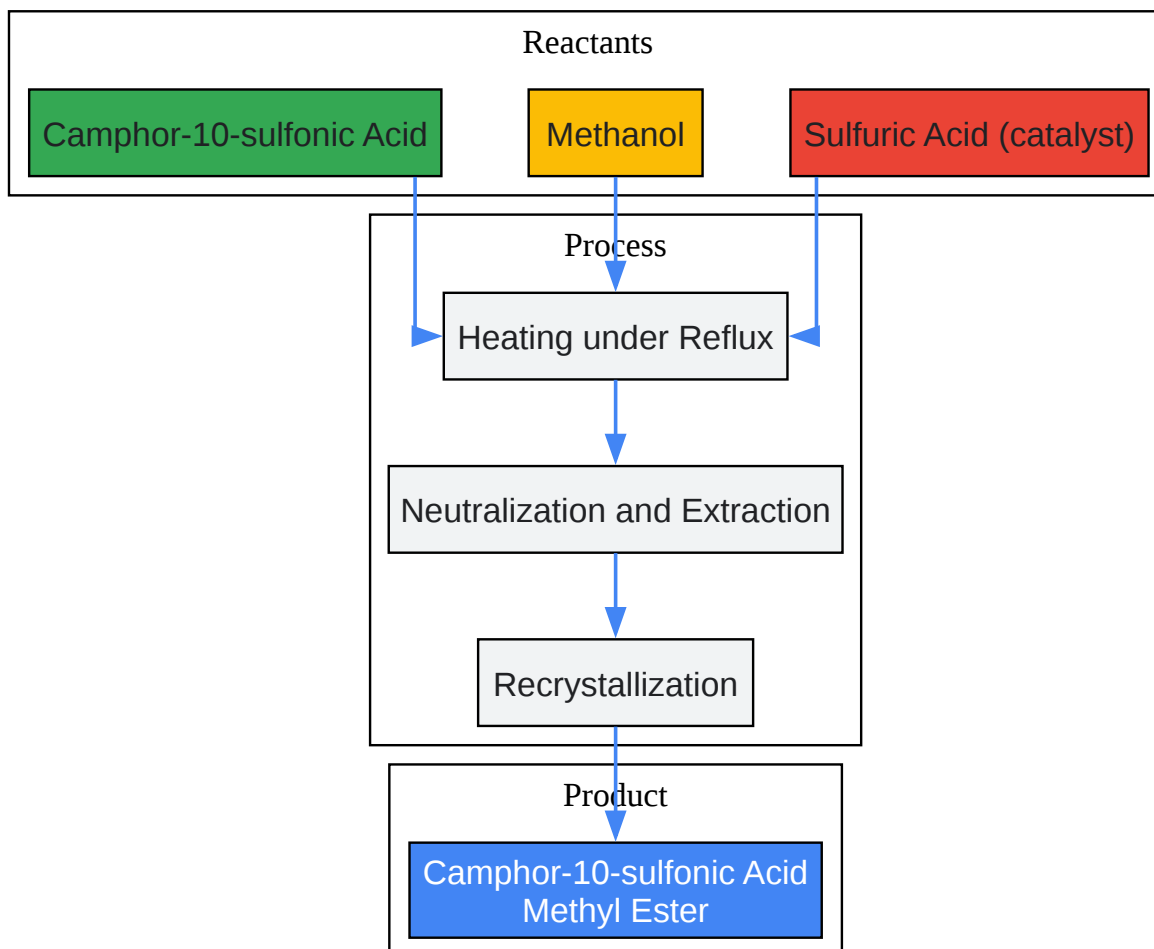 Reactants
Camphor-10-sulfonic Acid
Methanol
Sulfuric Acid (catalyst)
Process
Heating under Reflux
Neutralization and Extraction
Recrystallization
Product
Camphor-10-sulfonic Acid
Methyl Ester